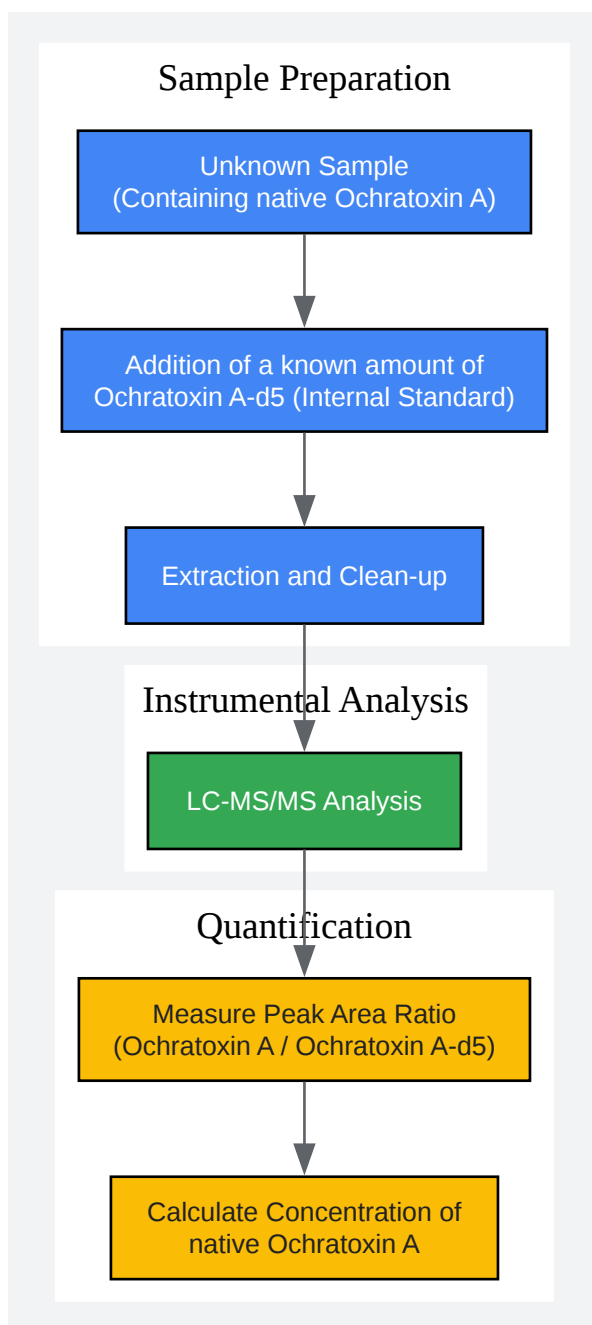 Sample Preparation
Unknown Sample
(Containing native Ochratoxin A)
Addition of a known amount of
Ochratoxin A-d5 (Internal Standard)
Extraction and Clean-up
Instrumental Analysis
LC-MS/MS Analysis
Quantification
Measure Peak Area Ratio
(Ochratoxin A / Ochratoxin A-d5)
Calculate Concentration of
native Ochratoxin A